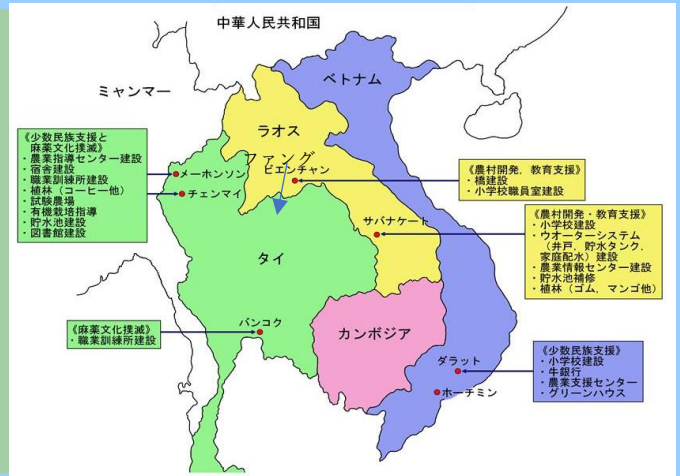 中華人民共和国
ベトナム
ミャンマー
ラオス
《少数民族支援と
麻薬文化撲滅》
・農業指導センター建設
・宿舎建設
・職業訓練所建設
・植林（コーヒー他）
・試験農場
・有機栽培指導
・貯水池建設
・図書館建設
ファング
ビエンチャン
メーホンソン
チェンマイ
《農村開発，教育支援》
・橋建設
・小学校職員室建設
サバナケート
《農村開発・教育支援》
・小学校建設
・ウオーターシステム
（井戸，貯水タンク，
家庭配水）建設
・農業情報センター建設
・貯水池補修
・植林（ゴム，マンゴ他）
タイ
バンコク
《麻薬文化撲滅》
・職業訓練所建設
カンボジア
ダラット
ホーチミン
《少数民族支援》
・小学校建設
・牛銀行
・農業支援センター
・グリーンハウス